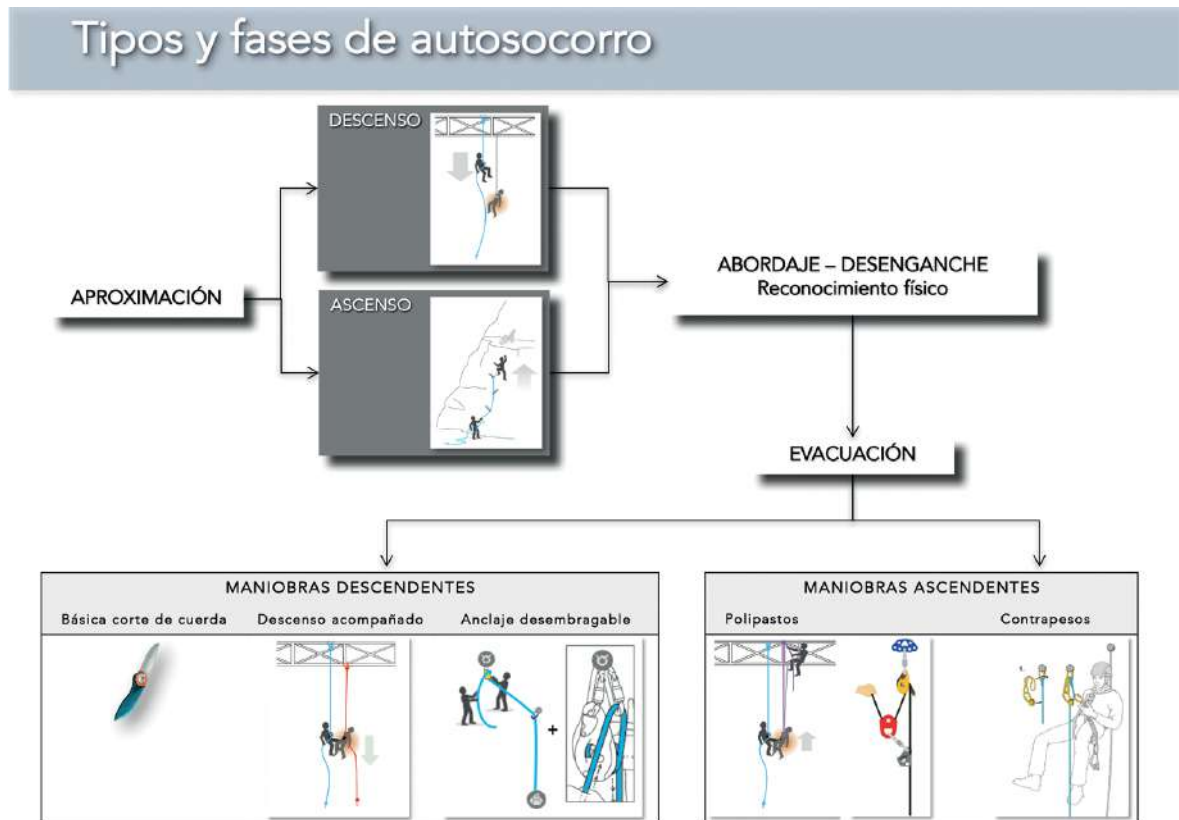 Tipos y fases de autosocorro
DESCENSO
APROXIMACIÓN
ASCENSO
ABORDAJE – DESENGANCHE
Reconocimiento físico
EVACUACIÓN
MANIOBRAS DESCENDENTES
Básica corte de cuerda
Descenso acompañado
Anclaje desembragable
+
MANIOBRAS ASCENDENTES
Polipastos
Contrapesos